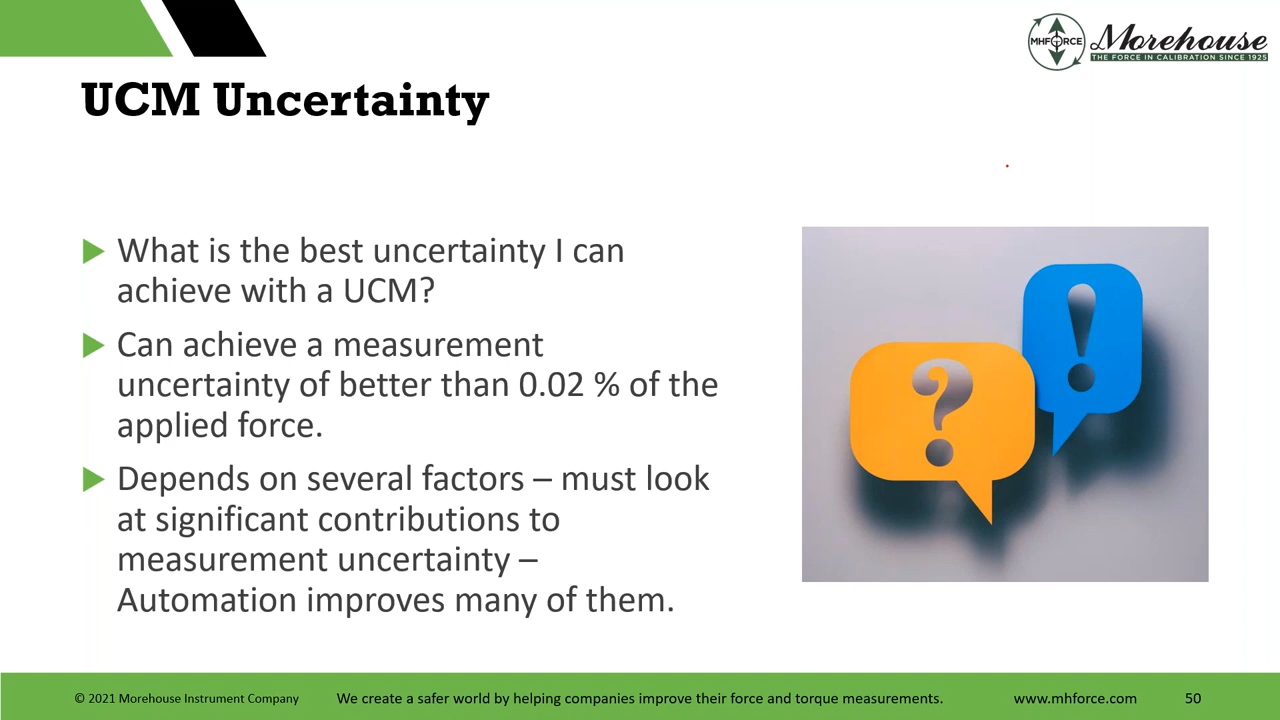 MHFORCE
Morehouse
THE FORCE IN CALIBRATION SINCE 1925
UCM Uncertainty
What is the best uncertainty I can
achieve with a UCM?
Can achieve a measurement
uncertainty of better than 0.02 % of the
applied force.
Depends on several factors – must look
at significant contributions to
measurement uncertainty –
Automation improves many of them.
?
!
© 2021 Morehouse Instrument Company
We create a safer world by helping companies improve their force and torque measurements.
www.mhforce.com
50